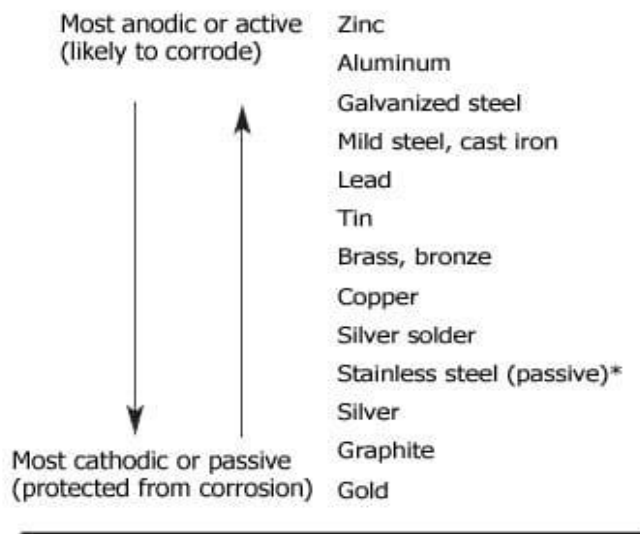 Most anodic or active
(likely to corrode)
Zinc
Aluminum
Galvanized steel
Mild steel, cast iron
Lead
Tin
Brass, bronze
Copper
Silver solder
Stainless steel (passive)*
Silver
Graphite
Gold
Most cathodic or passive
(protected from corrosion)